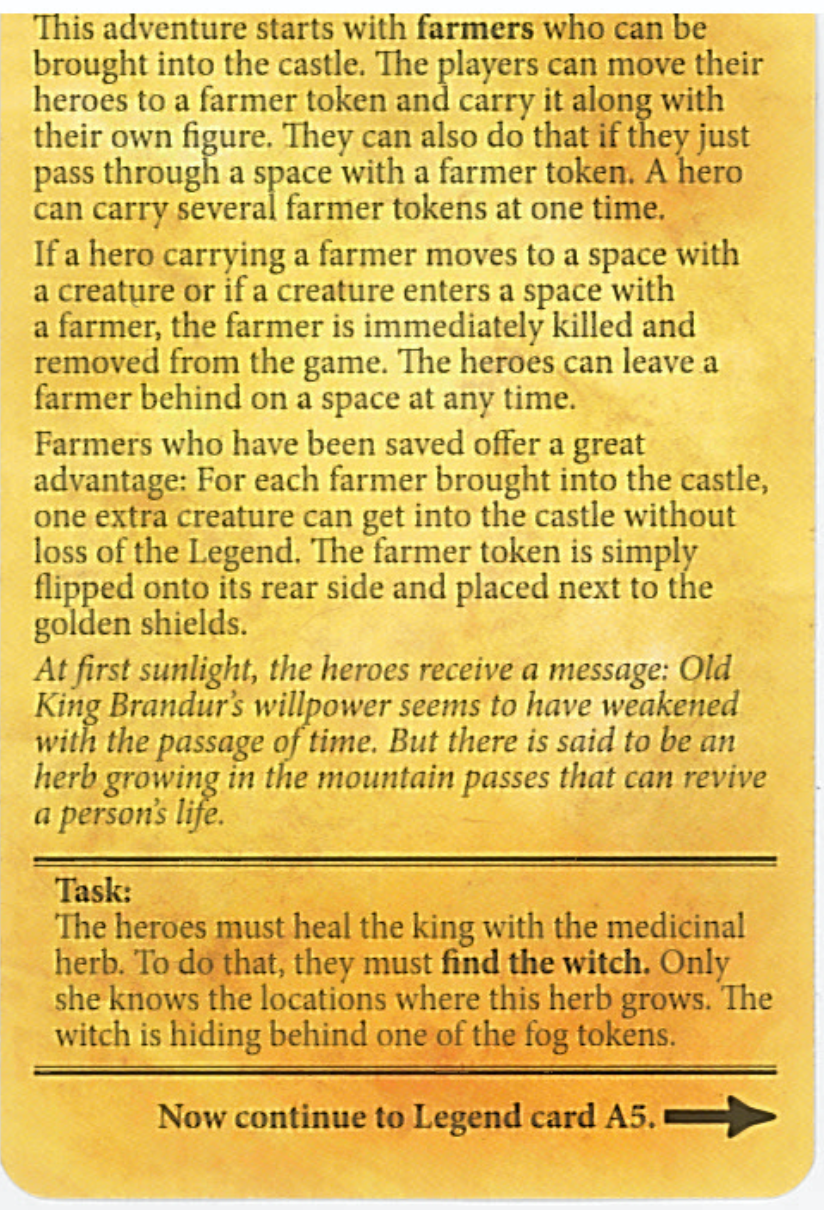 This adventure starts with farmers who can be
brought into the castle. The players can move their
heroes to a farmer token and carry it along with
their own figure. They can also do that if they just
pass through a space with a farmer token. A hero
can carry several farmer tokens at one time.
If a hero carrying a farmer moves to a space with
a creature or if a creature enters a space with
a farmer, the farmer is immediately killed and
removed from the game. The heroes can leave a
farmer behind on a space at any time.
Farmers who have been saved offer a great
advantage: For each farmer brought into the castle,
one extra creature can get into the castle without
loss of the Legend. The farmer token is simply
flipped onto its rear side and placed next to the
golden shields.
At first sunlight, the heroes receive a message: Old
King Brandur's willpower seems to have weakened
with the passage of time. But there is said to be an
herb growing in the mountain passes that can revive
a person's life.
Task:
The heroes must heal the king with the medicinal
herb. To do that, they must find the witch. Only
she knows the locations where this herb grows. The
witch is hiding behind one of the fog tokens.
Now continue to Legend card A5.